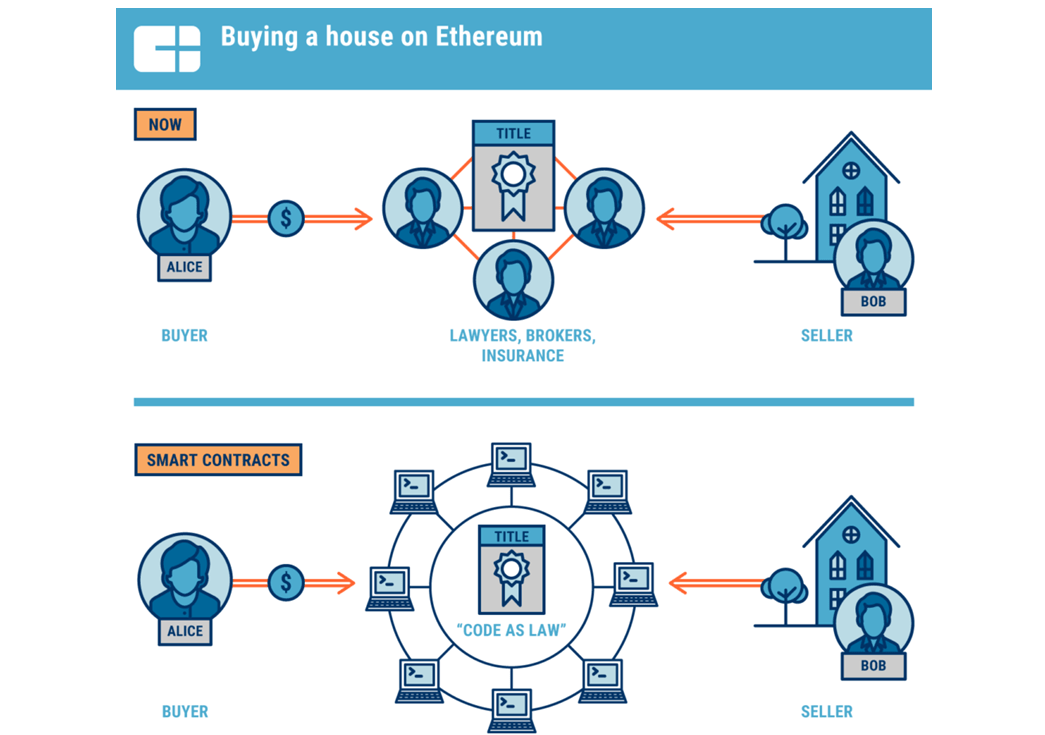 Buying a house on Ethereum
NOW
TITLE
$
ALICE
BOB
BUYER
LAWYERS, BROKERS,
INSURANCE
SELLER
SMART CONTRACTS
>_
>_
>_
TITLE
$
>_
>_
"CODE AS LAW"
ALICE
>_
>_
>_
BOB
BUYER
SELLER